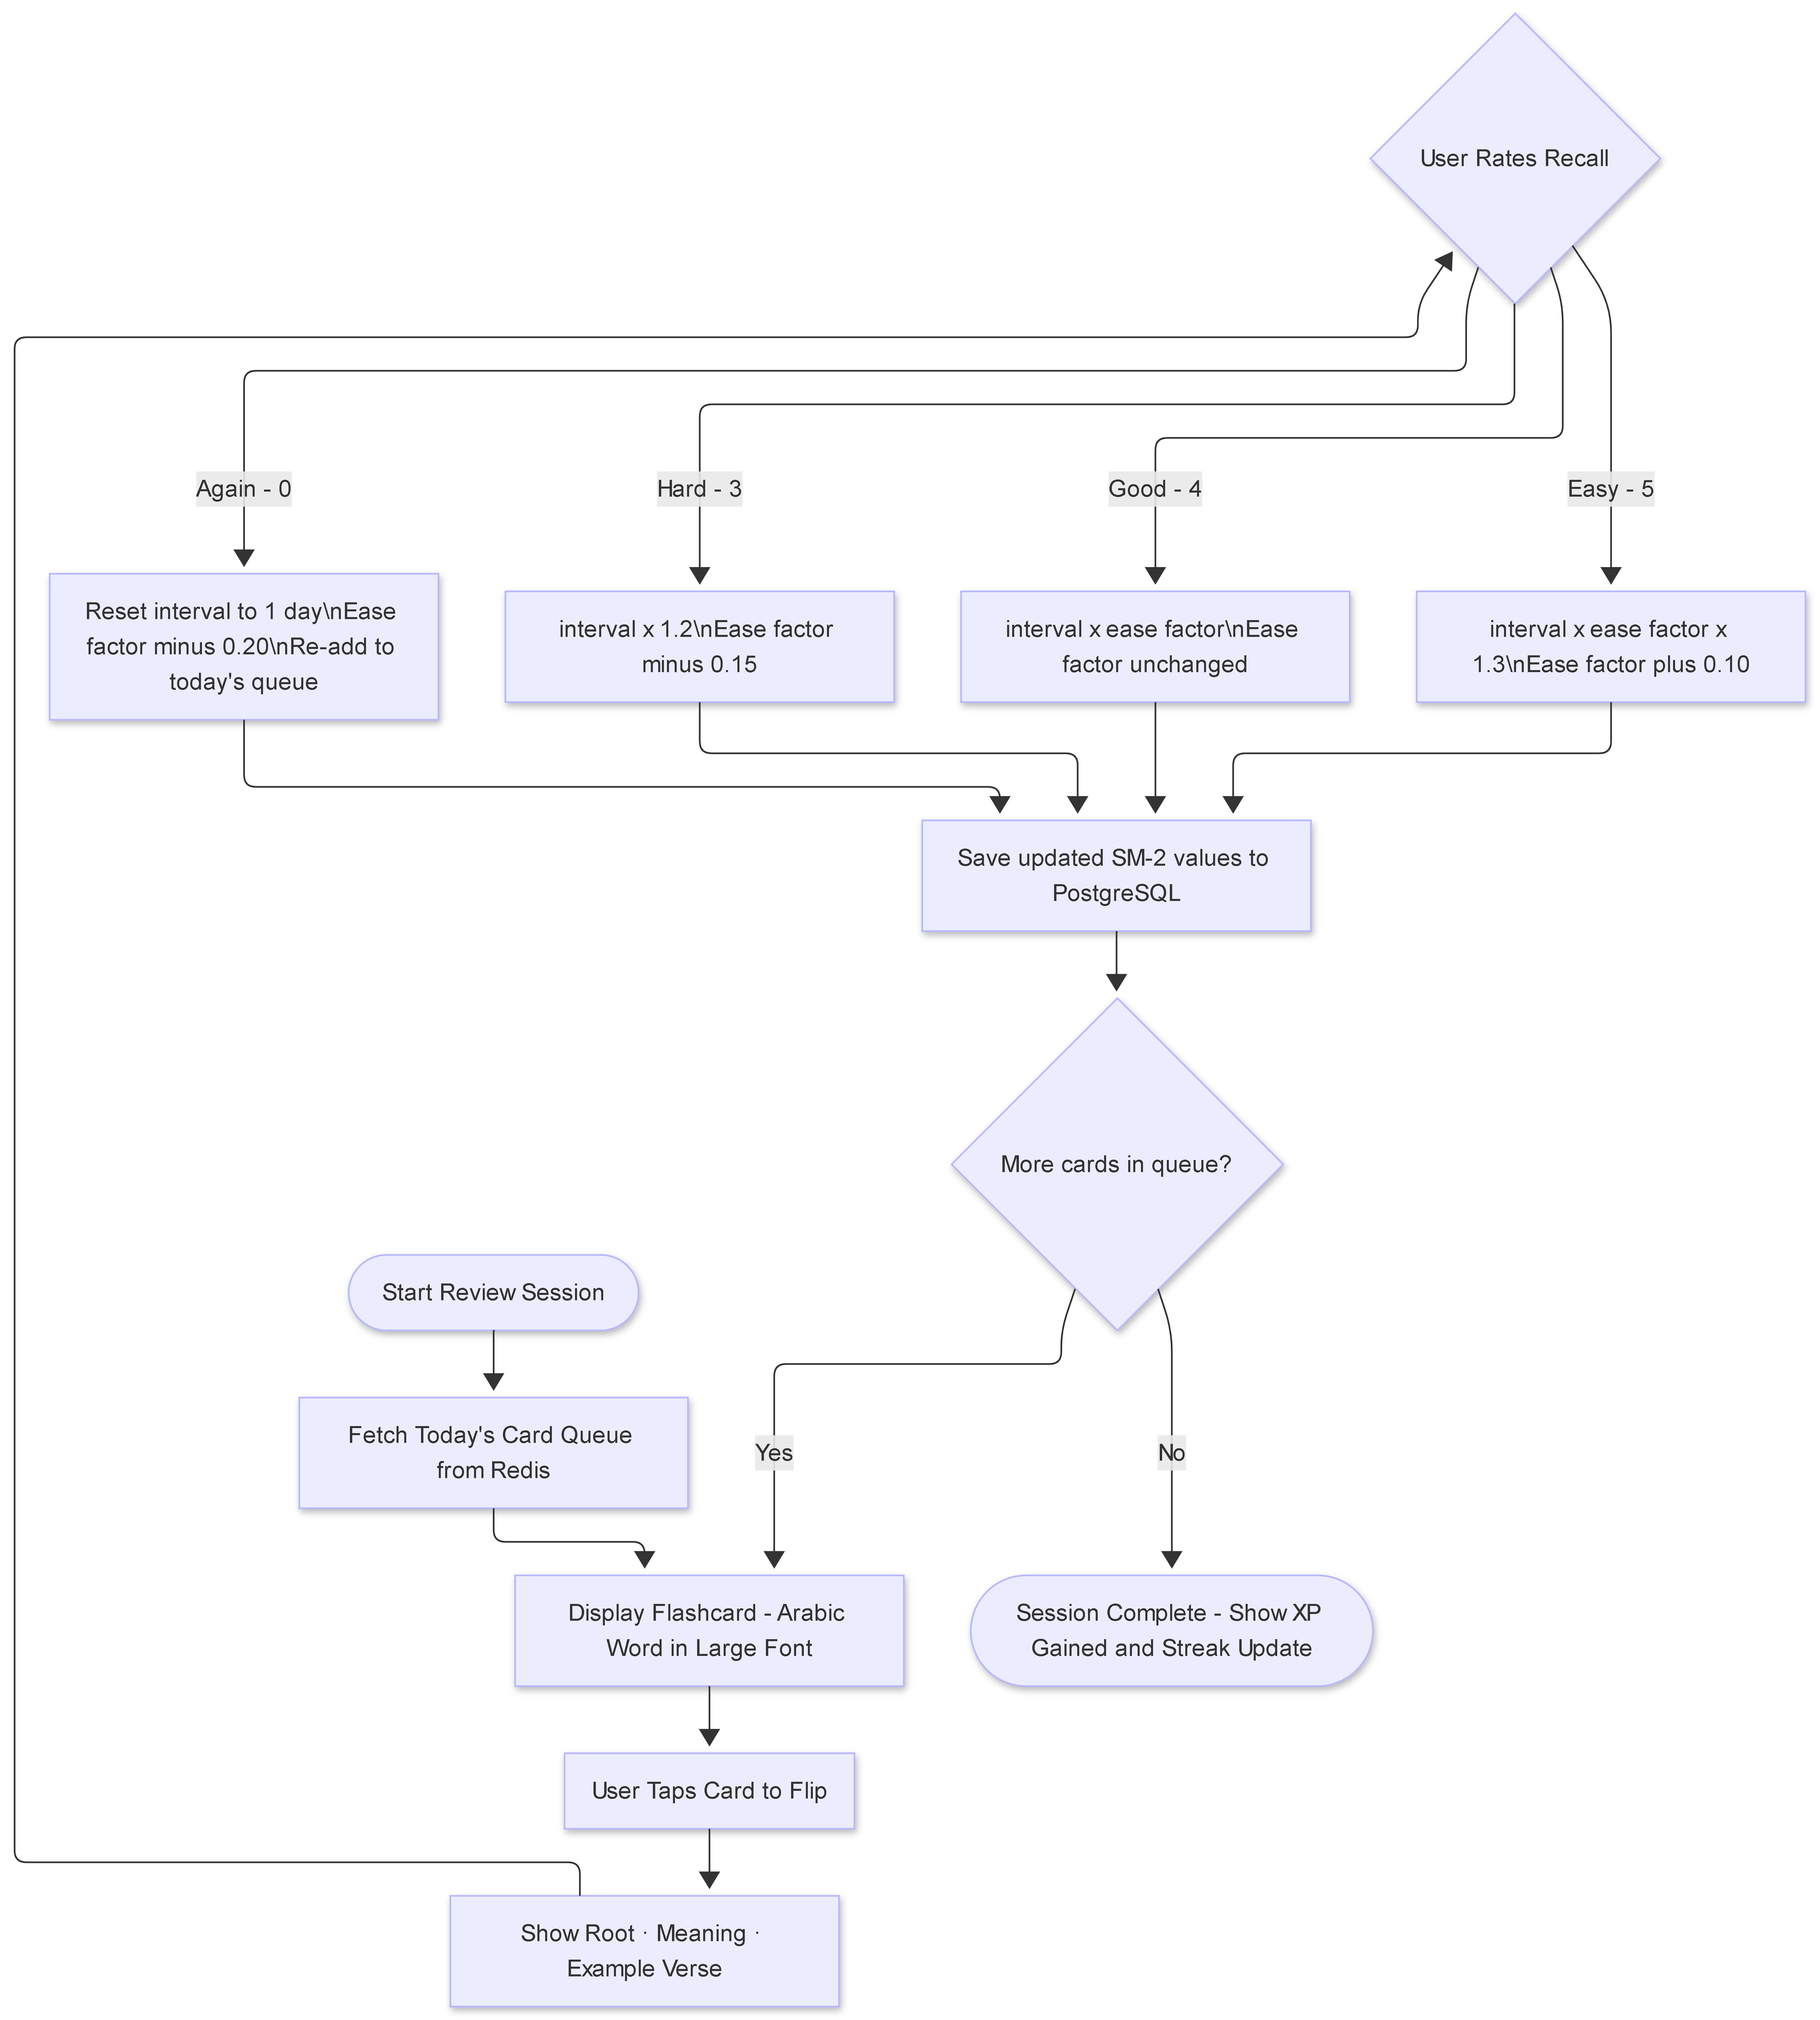 User Rates Recall
Again - 0
Hard - 3
Good - 4
Easy - 5
Reset interval to 1 day\nEase
factor minus 0.20\nRe-add to
today's queue
interval x 1.2\nEase factor
minus 0.15
interval x ease factor\nEase
factor unchanged
interval x ease factor x
1.3\nEase factor plus 0.10
Save updated SM-2 values to
PostgreSQL
More cards in queue?
Start Review Session
Fetch Today's Card Queue
from Redis
Yes
No
Display Flashcard - Arabic
Word in Large Font
Session Complete - Show XP
Gained and Streak Update
User Taps Card to Flip
Show Root · Meaning ·
Example Verse